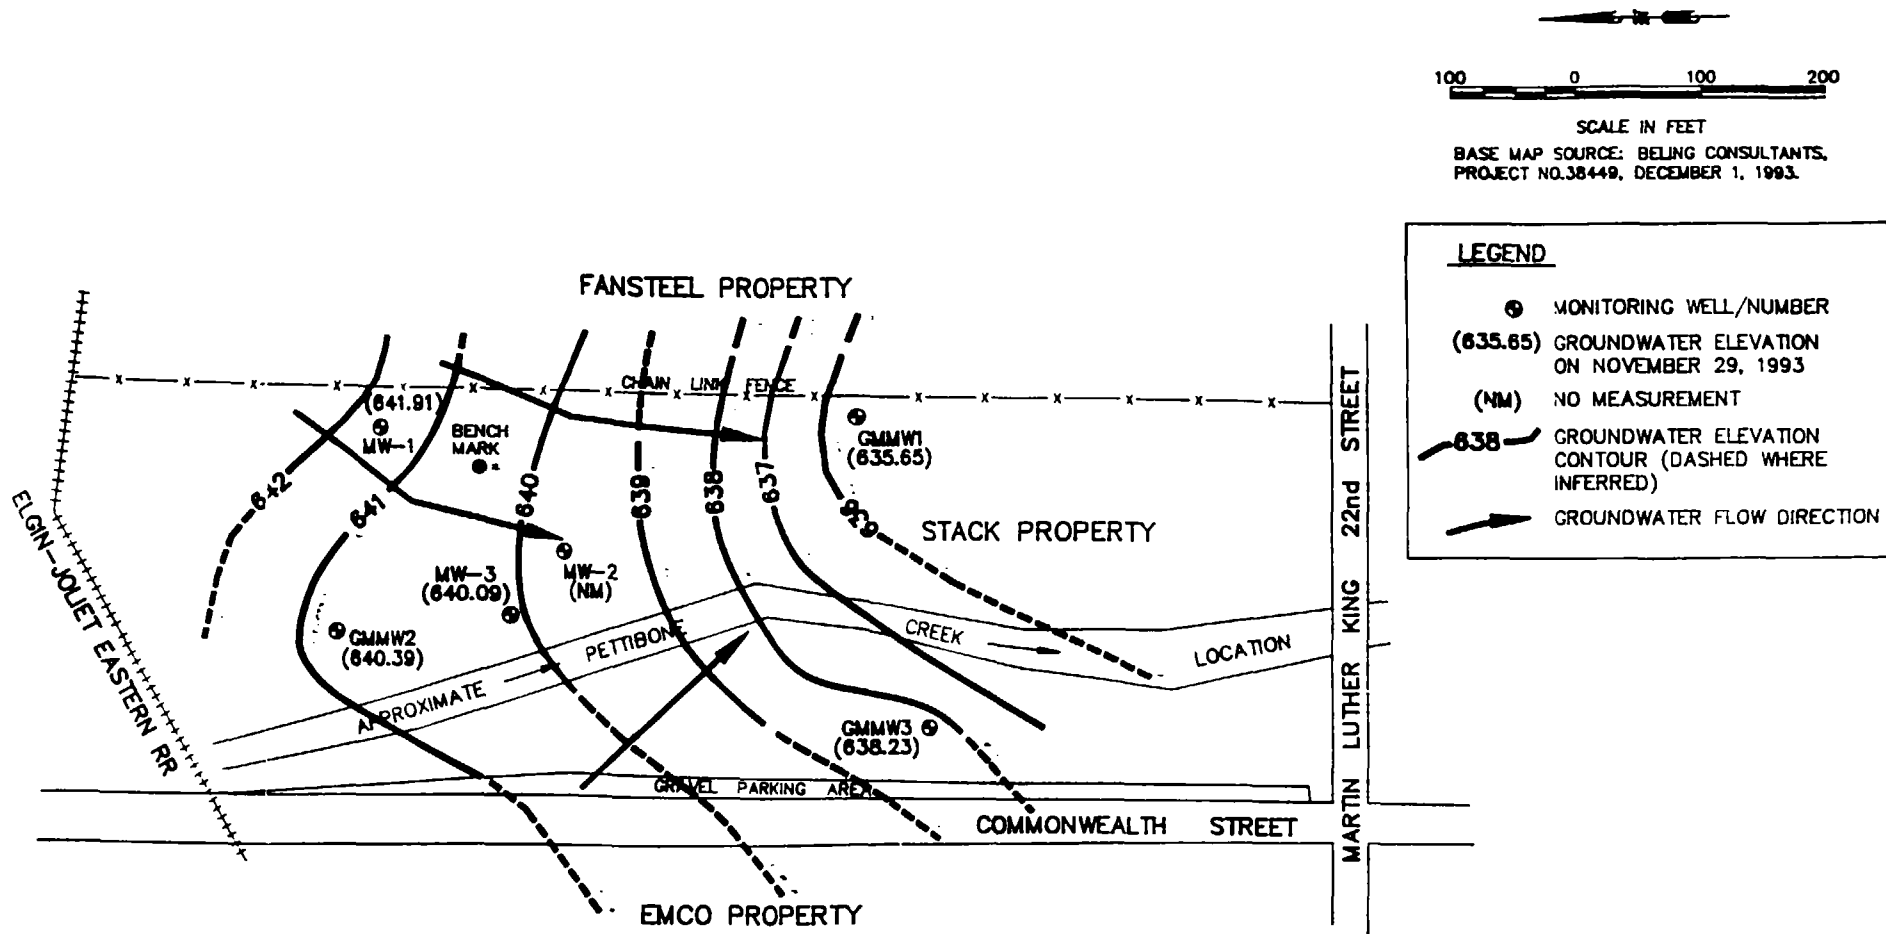 100 0 100 200
SCALE IN FEET
BASE MAP SOURCE: BELING CONSULTANTS,
PROJECT NO.38449, DECEMBER 1, 1993.
LEGEND
MONITORING WELL/NUMBER
(635.65) GROUNDWATER ELEVATION
ON NOVEMBER 29, 1993
(NM) NO MEASUREMENT
638 GROUNDWATER ELEVATION
CONTOUR (DASHED WHERE
INFERRED)
GROUNDWATER FLOW DIRECTION
FANSTEEL PROPERTY
CHAIN LINK FENCE
(641.91)
MW-1
BENCH
MARK
GMMW1
(635.65)
642
641
640
639
638
637
636
STACK PROPERTY
MW-3
(640.09)
MW-2
(NM)
GMMW2
(640.39)
APPROXIMATE PETTIBONE CREEK LOCATION
GMMW3
(638.23)
GRAVEL PARKING AREA
COMMONWEALTH STREET
EMCO PROPERTY
ELGIN-JOLIET EASTERN RR
MARTIN LUTHER KING 22nd STREET